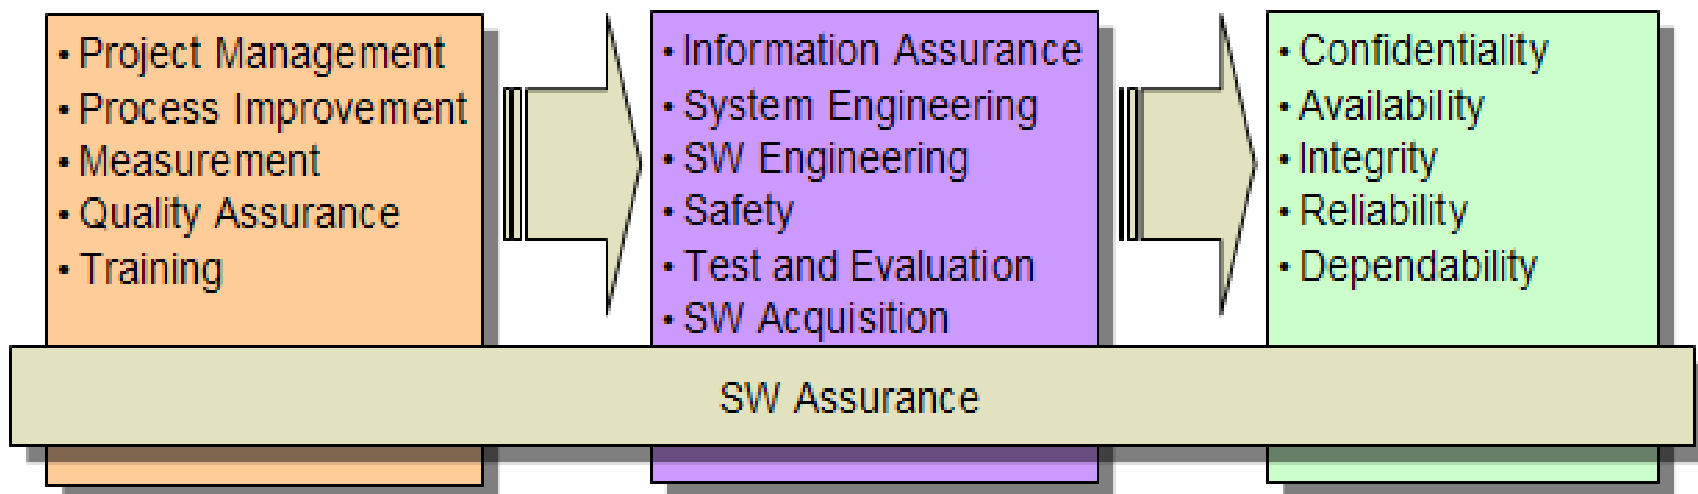 • Project Management
• Process Improvement
• Measurement
• Quality Assurance
• Training
• Information Assurance
• System Engineering
• SW Engineering
• Safety
• Test and Evaluation
• SW Acquisition
• Confidentiality
• Availability
• Integrity
• Reliability
• Dependability
SW Assurance